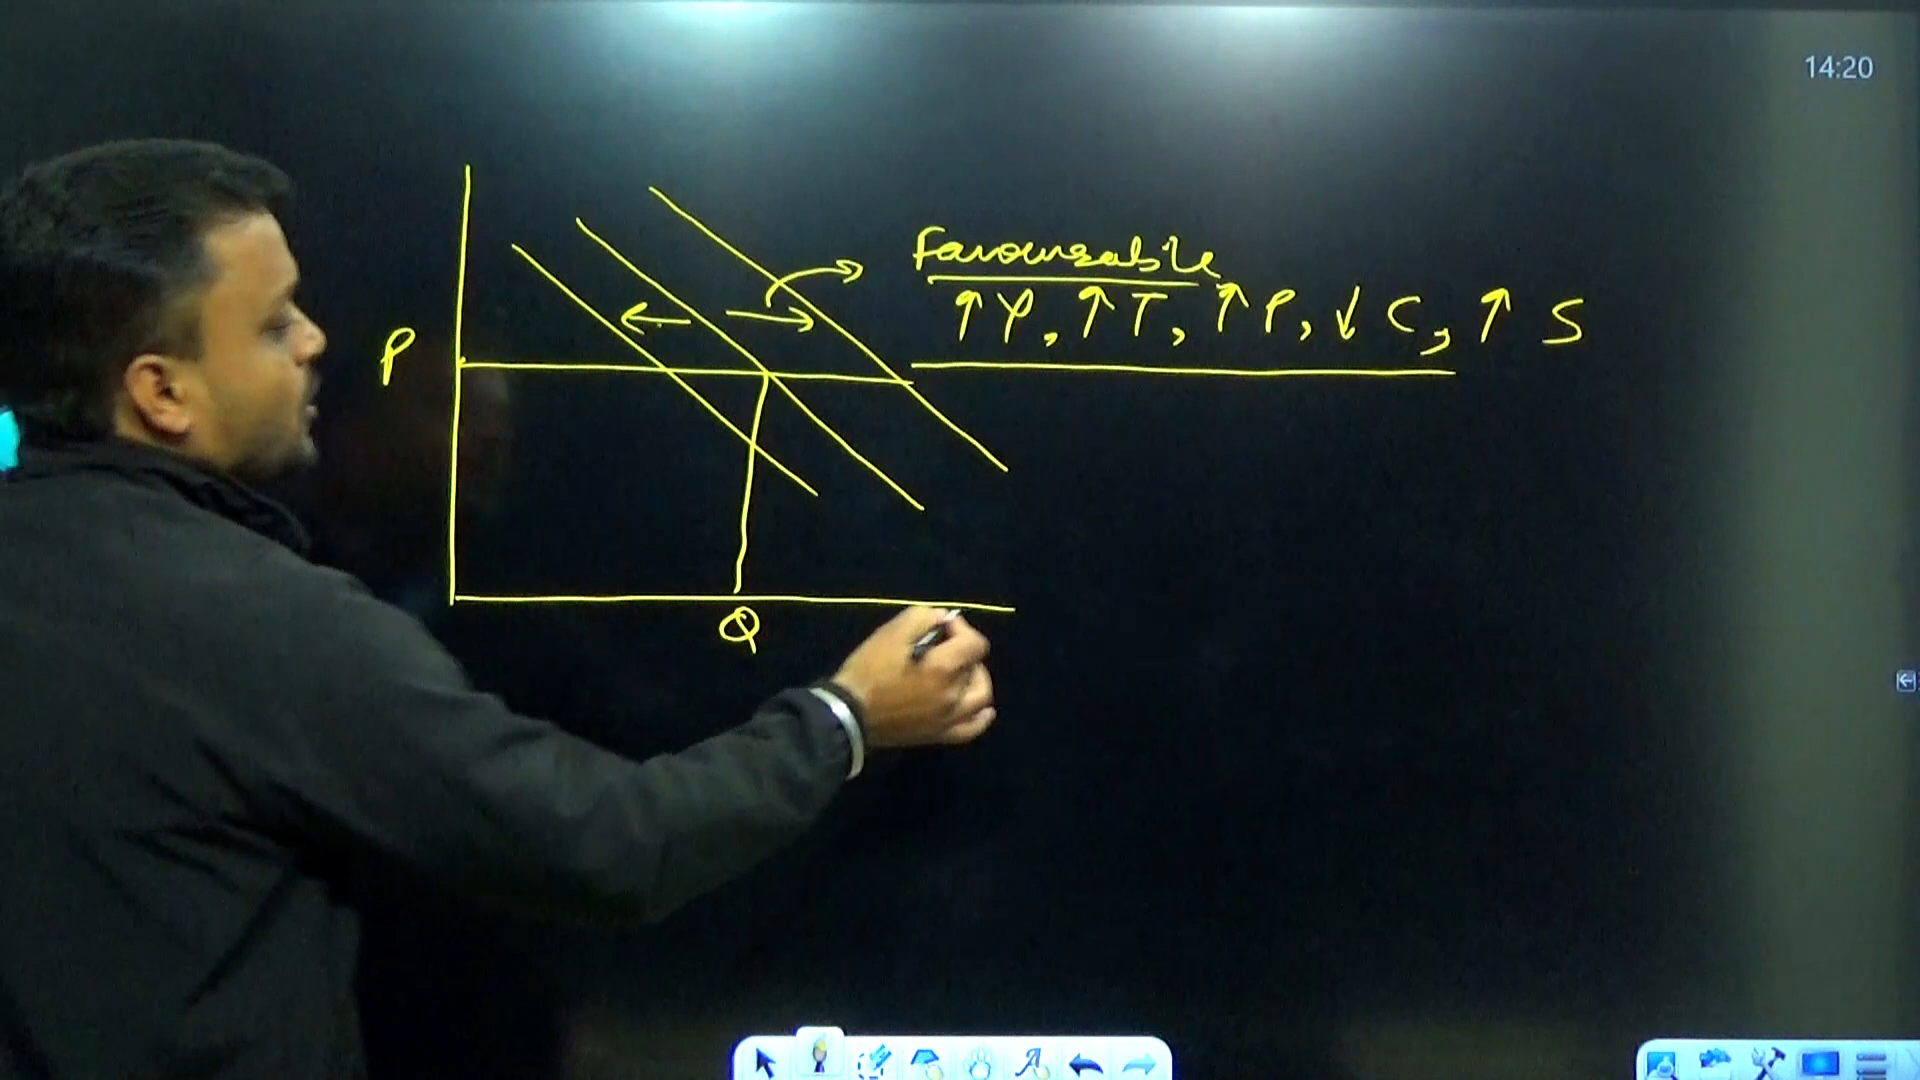 14:20
Favourable
↑ Y, ↑ T, ↑ P, ↓ C, ↑ S
P
Q